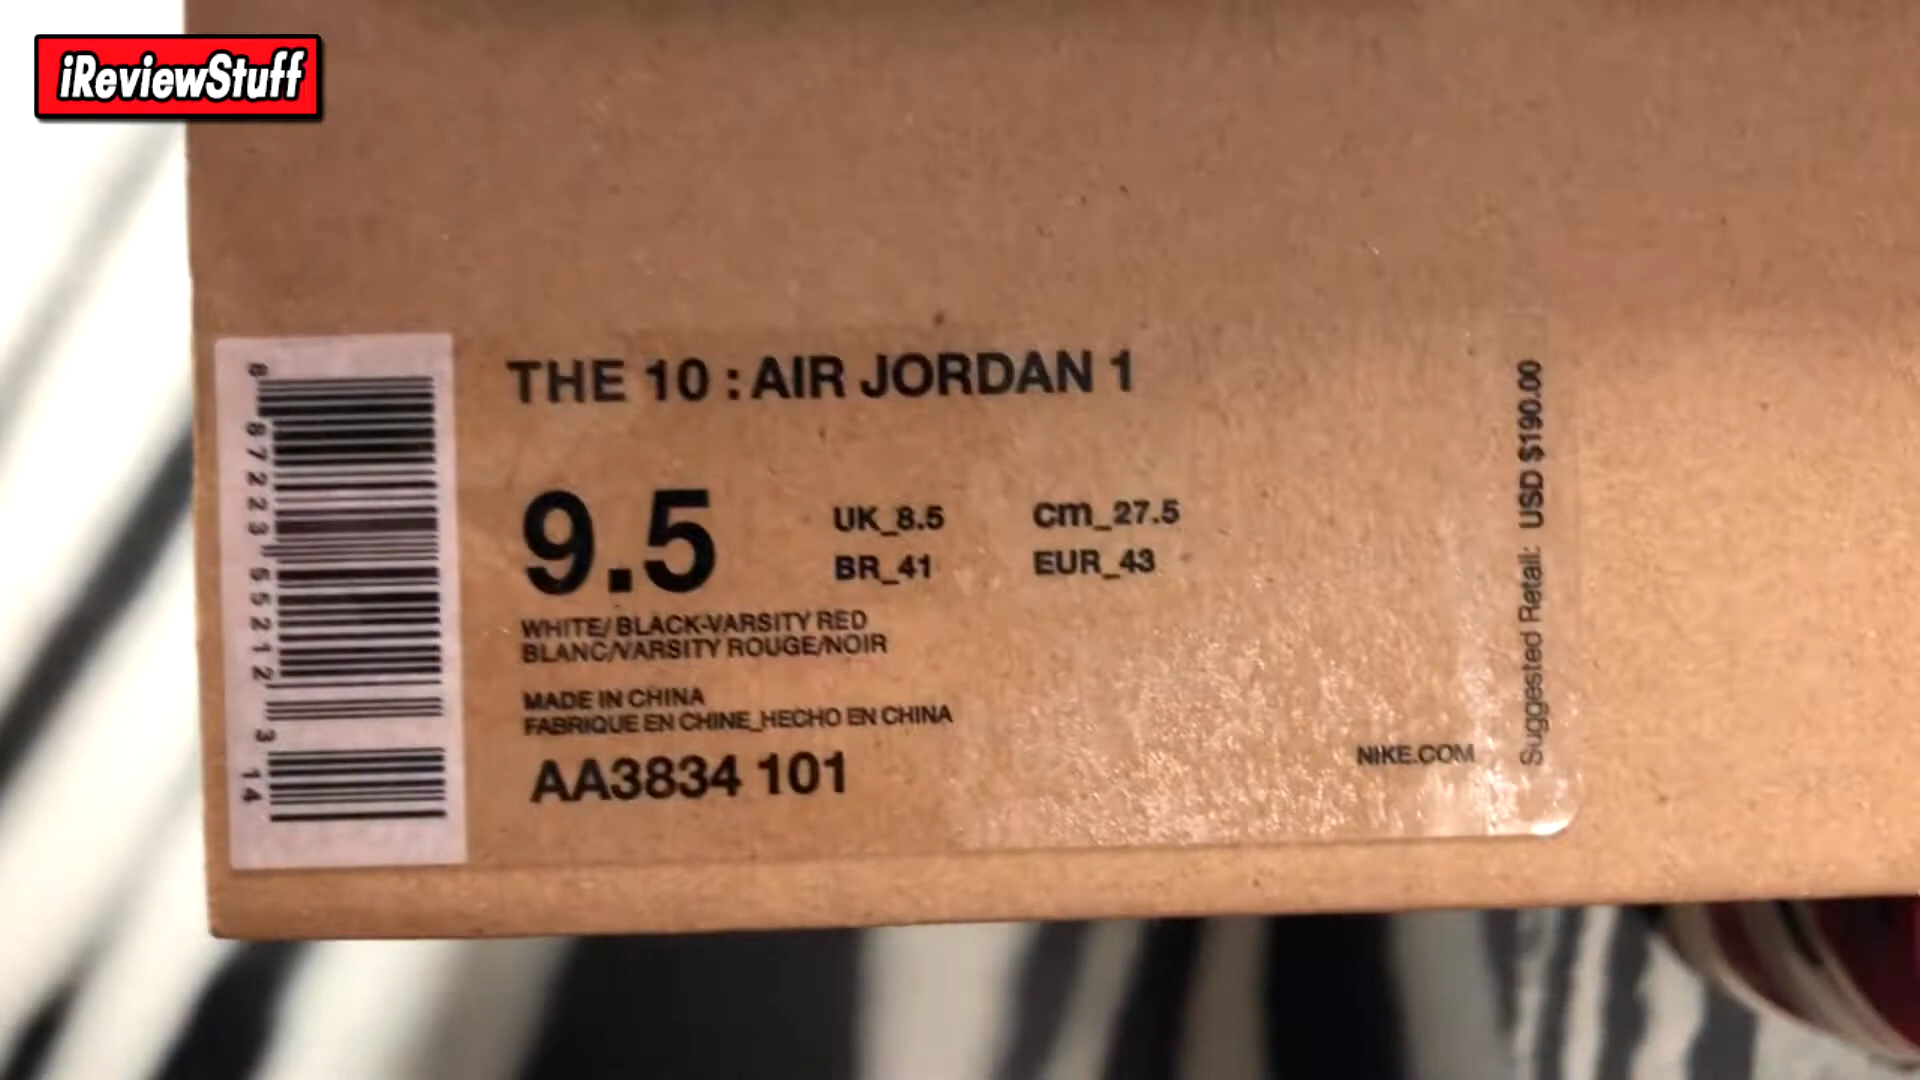 iReviewStuff
THE 10 : AIR JORDAN 1
9.5
UK_8.5 cm_27.5
BR_41 EUR_43
WHITE/ BLACK-VARSITY RED
BLANC/VARSITY ROUGE/NOIR
MADE IN CHINA
FABRIQUE EN CHINE_HECHO EN CHINA
AA3834 101
NIKE.COM
Suggested Retail: USD $190.00
8 87223 65212 3 14